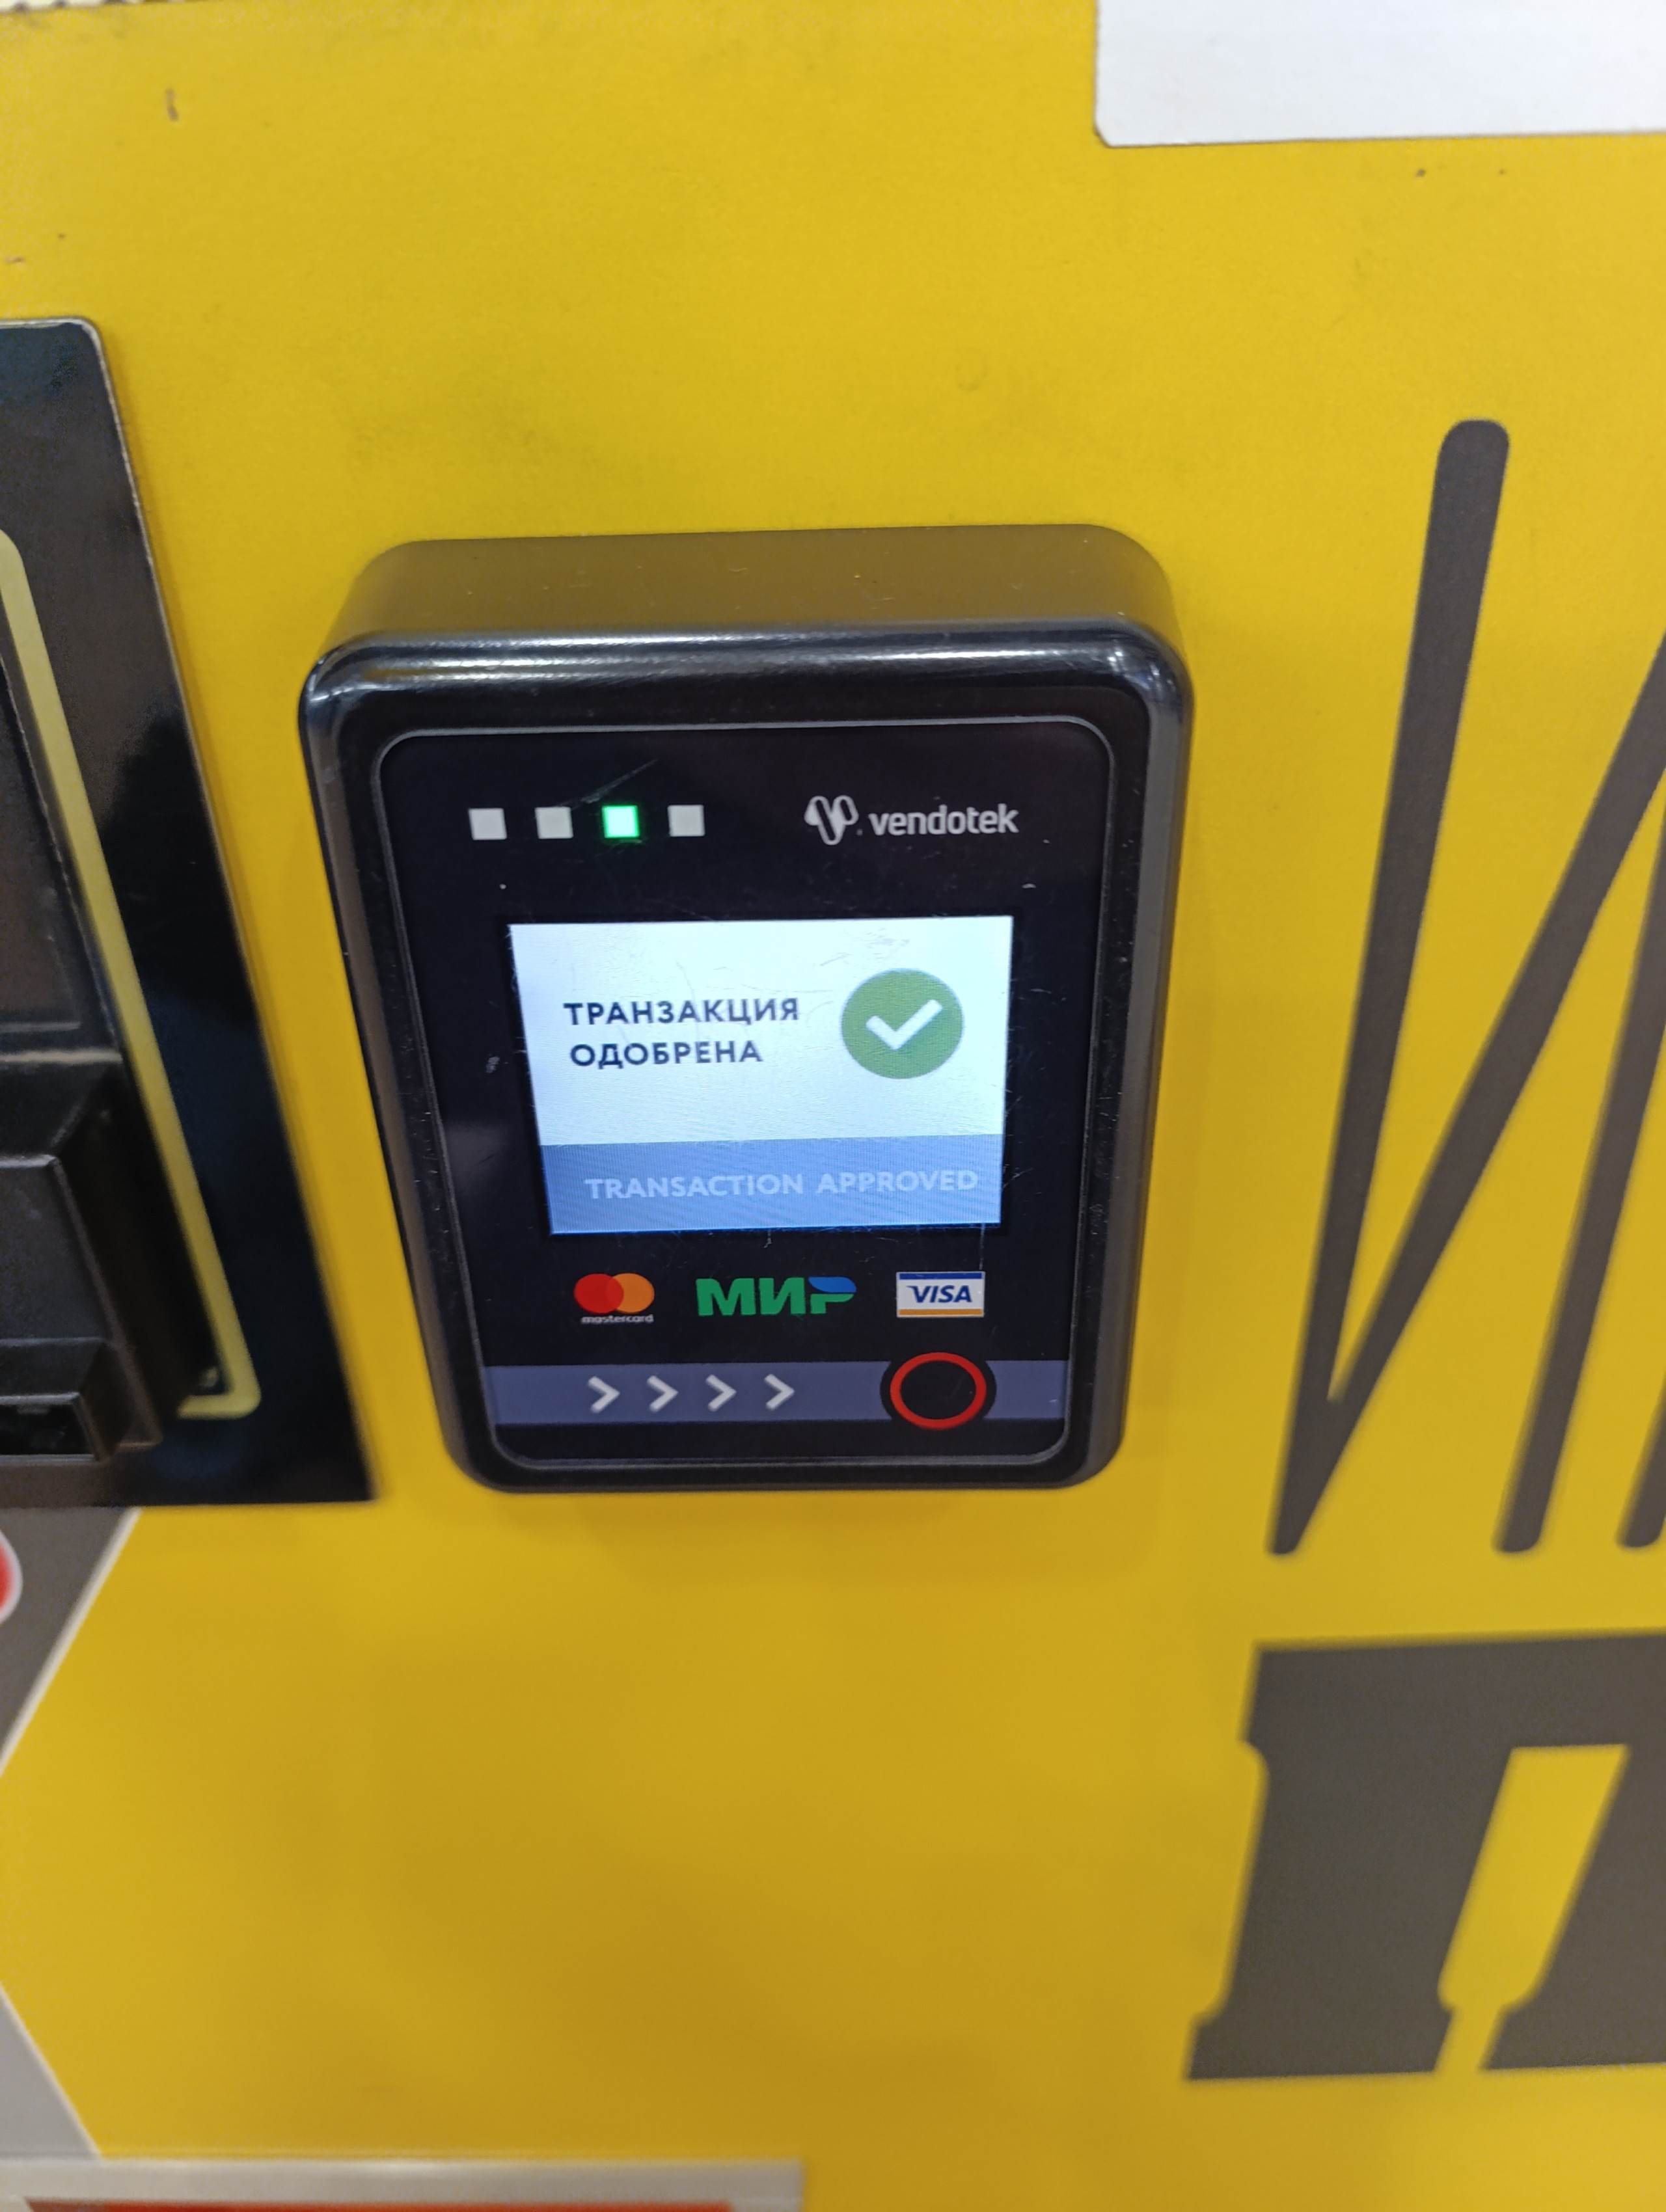 vendotek
ТРАНЗАКЦИЯ
ОДОБРЕНА
TRANSACTION APPROVED
mastercard
МИР
VISA